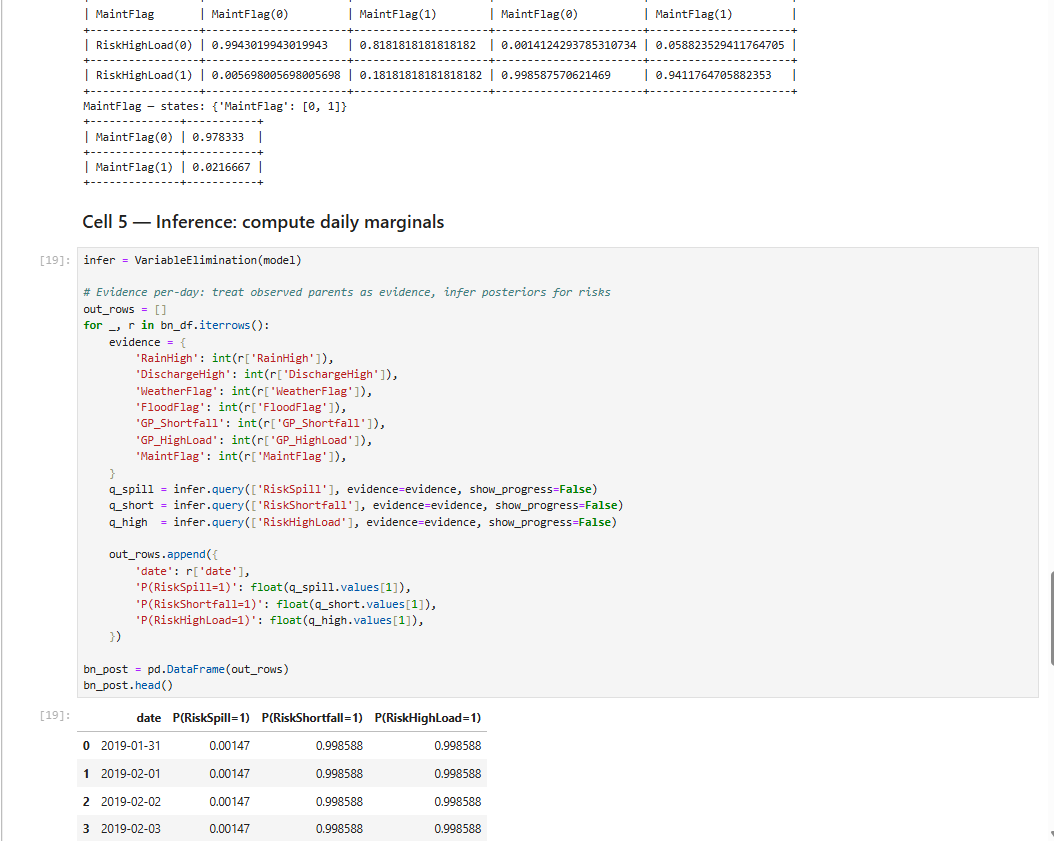 | MaintFlag | MaintFlag(0) | MaintFlag(1) | MaintFlag(0) | MaintFlag(1) |
+-----------------+--------------------+---------------------+-----------------------+----------------------+
| RiskHighLoad(0) | 0.9943019943019943 | 0.8181818181818182 | 0.0014124293785310734 | 0.058823529411764705 |
+-----------------+--------------------+---------------------+-----------------------+----------------------+
| RiskHighLoad(1) | 0.005698005698005698 | 0.18181818181818182 | 0.998587570621469 | 0.9411764705882353 |
+-----------------+--------------------+---------------------+-----------------------+----------------------+
MaintFlag — states: {'MaintFlag': [0, 1]}
+--------------+-----------+
| MaintFlag(0) | 0.978333 |
+--------------+-----------+
| MaintFlag(1) | 0.0216667 |
+--------------+-----------+
Cell 5 — Inference: compute daily marginals
[19]: infer = VariableElimination(model)
# Evidence per-day: treat observed parents as evidence, infer posteriors for risks
out_rows = []
for _, r in bn_df.iterrows():
    evidence = {
        'RainHigh': int(r['RainHigh']),
        'DischargeHigh': int(r['DischargeHigh']),
        'WeatherFlag': int(r['WeatherFlag']),
        'FloodFlag': int(r['FloodFlag']),
        'GP_Shortfall': int(r['GP_Shortfall']),
        'GP_HighLoad': int(r['GP_HighLoad']),
        'MaintFlag': int(r['MaintFlag']),
    }
    q_spill = infer.query(['RiskSpill'], evidence=evidence, show_progress=False)
    q_short = infer.query(['RiskShortfall'], evidence=evidence, show_progress=False)
    q_high  = infer.query(['RiskHighLoad'], evidence=evidence, show_progress=False)
    out_rows.append({
        'date': r['date'],
        'P(RiskSpill=1)': float(q_spill.values[1]),
        'P(RiskShortfall=1)': float(q_short.values[1]),
        'P(RiskHighLoad=1)': float(q_high.values[1]),
    })
bn_post = pd.DataFrame(out_rows)
bn_post.head()
[19]: date P(RiskSpill=1) P(RiskShortfall=1) P(RiskHighLoad=1)
0 2019-01-31 0.00147 0.998588 0.998588
1 2019-02-01 0.00147 0.998588 0.998588
2 2019-02-02 0.00147 0.998588 0.998588
3 2019-02-03 0.00147 0.998588 0.998588